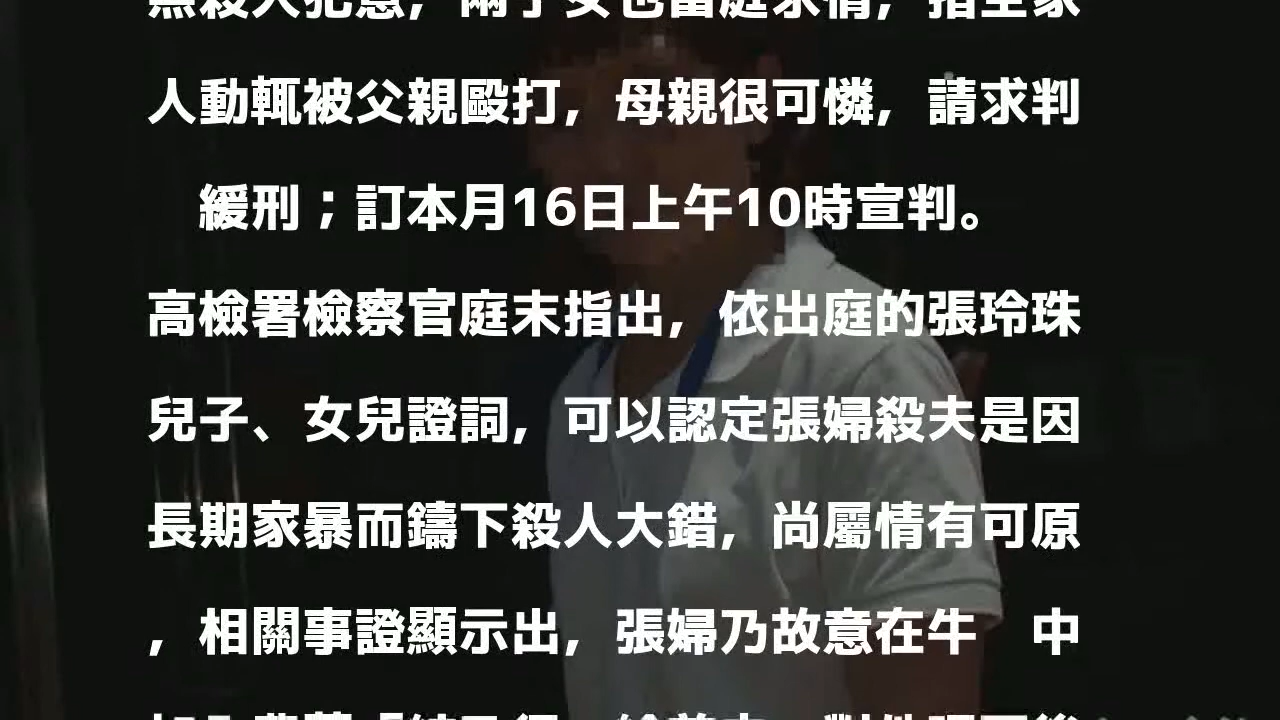 無殺人犯意，兩子女也當庭求情，指全家
人動輒被父親毆打，母親很可憐，請求判
緩刑；訂本月16日上午10時宣判。
高檢署檢察官庭末指出，依出庭的張玲珠
兒子、女兒證詞，可以認定張婦殺夫是因
長期家暴而鑄下殺人大錯，尚屬情有可原
，相關事證顯示出，張婦乃故意在牛　中